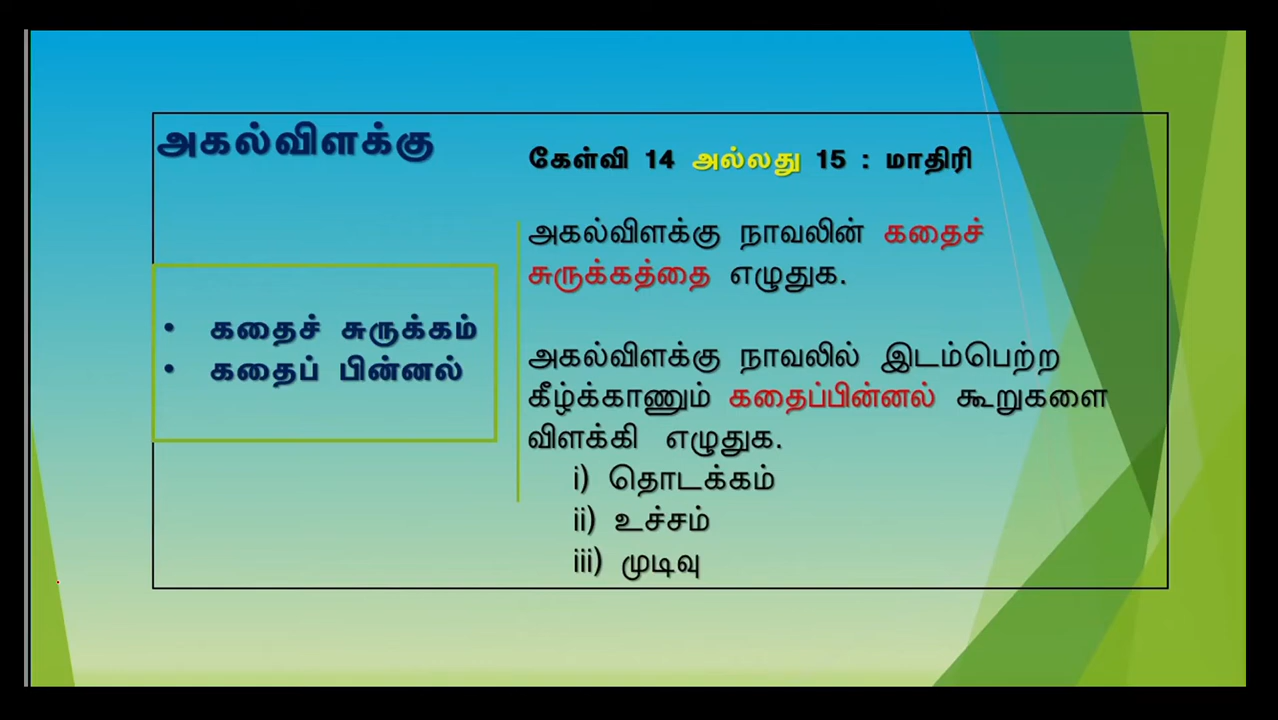 அகல்விளக்கு
• கதைச் சுருக்கம்
• கதைப் பின்னல்
கேள்வி 14 அல்லது 15 : மாதிரி
அகல்விளக்கு நாவலின் கதைச்
சுருக்கத்தை எழுதுக.
அகல்விளக்கு நாவலில் இடம்பெற்ற
கீழ்க்காணும் கதைப்பின்னல் கூறுகளை
விளக்கி எழுதுக.
i) தொடக்கம்
ii) உச்சம்
iii) முடிவு